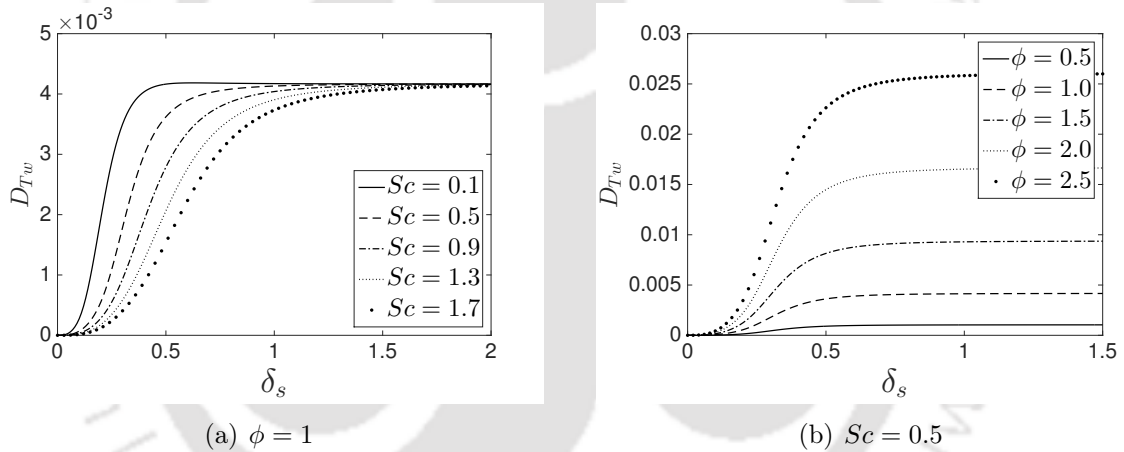 ×10⁻³
5
4
3
2
1
0
D_{Tw}
0 0.5 1 1.5 2
δ_s
Sc = 0.1
Sc = 0.5
Sc = 0.9
Sc = 1.3
Sc = 1.7
(a) ϕ = 1
0.03
0.025
0.02
0.015
0.01
0.005
0
D_{Tw}
0 0.5 1 1.5
δ_s
ϕ = 0.5
ϕ = 1.0
ϕ = 1.5
ϕ = 2.0
ϕ = 2.5
(b) Sc = 0.5